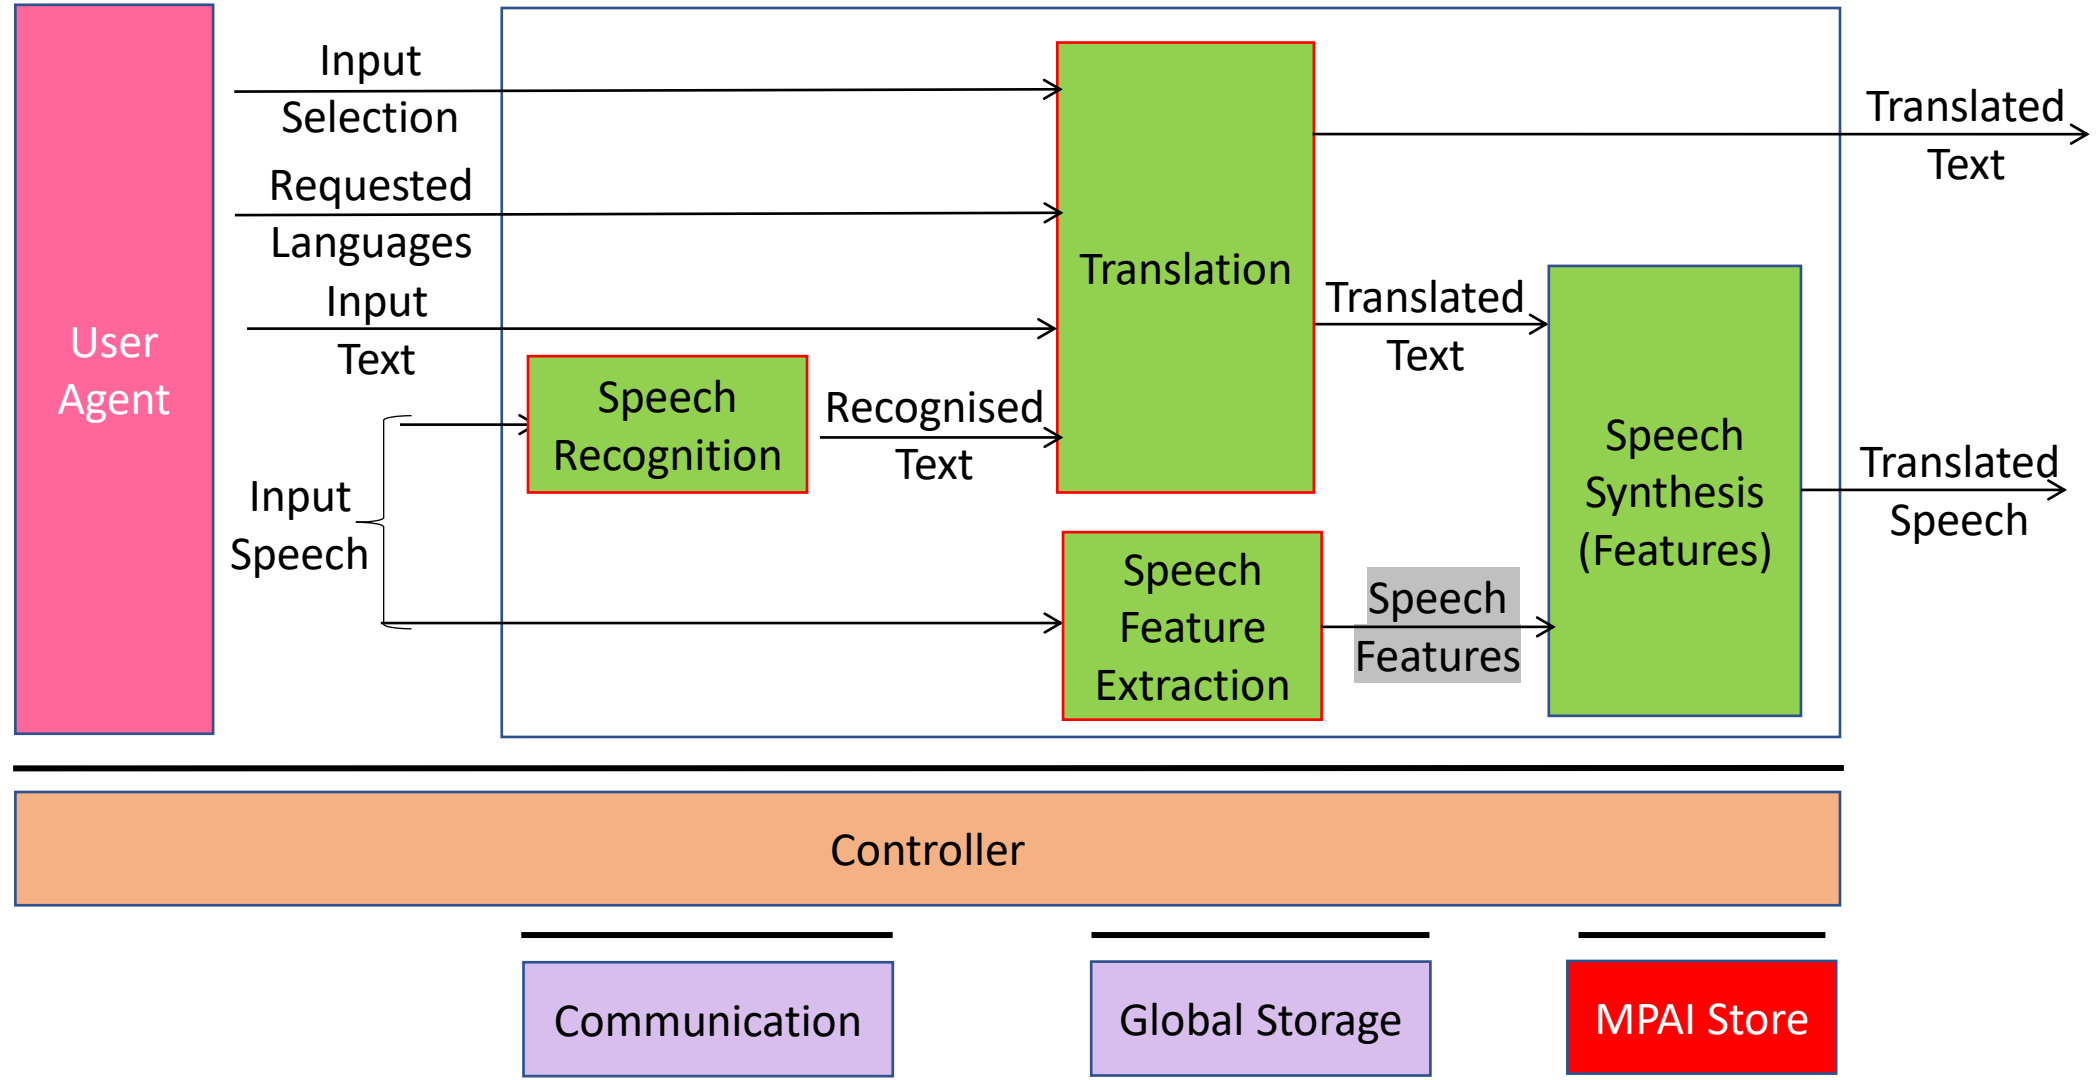 Input
Selection
Requested
Languages
Input
Text
Input
Speech
User
Agent
Speech
Recognition
Recognised
Text
Translation
Speech
Feature
Extraction
Translated
Text
Speech
Features
Speech
Synthesis
(Features)
Translated
Text
Translated
Speech
Controller
Communication
Global Storage
MPAI Store